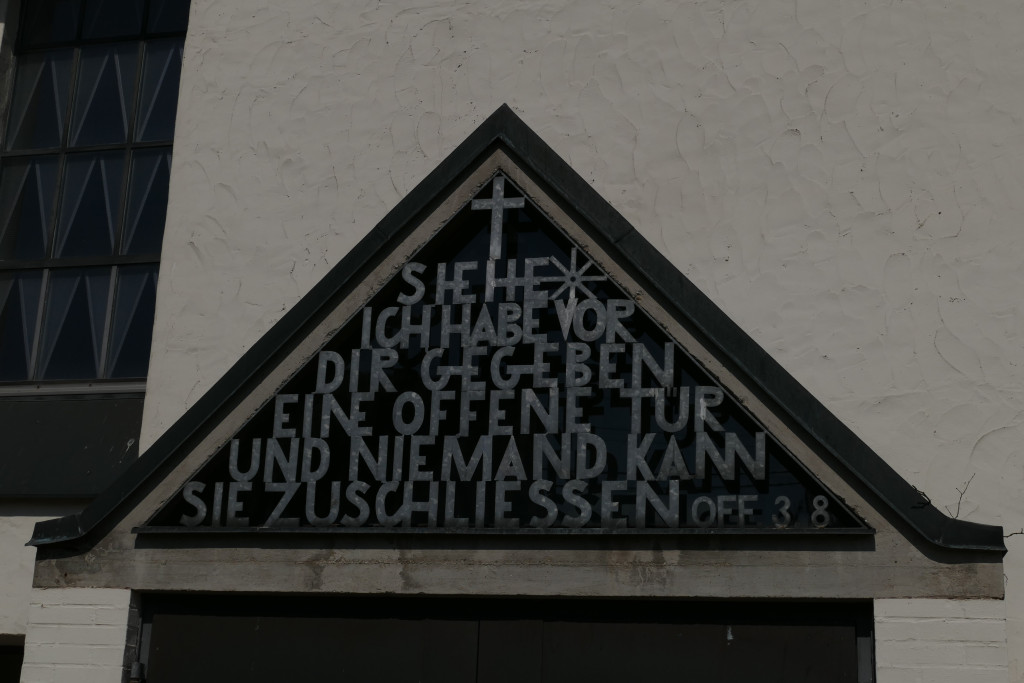 SIEHE
ICH HABE VOR
DIR GEGEBEN
EINE OFFENE TÜR
UND NIEMAND KANN
SIE ZUSCHLIESSEN OFF 3 8